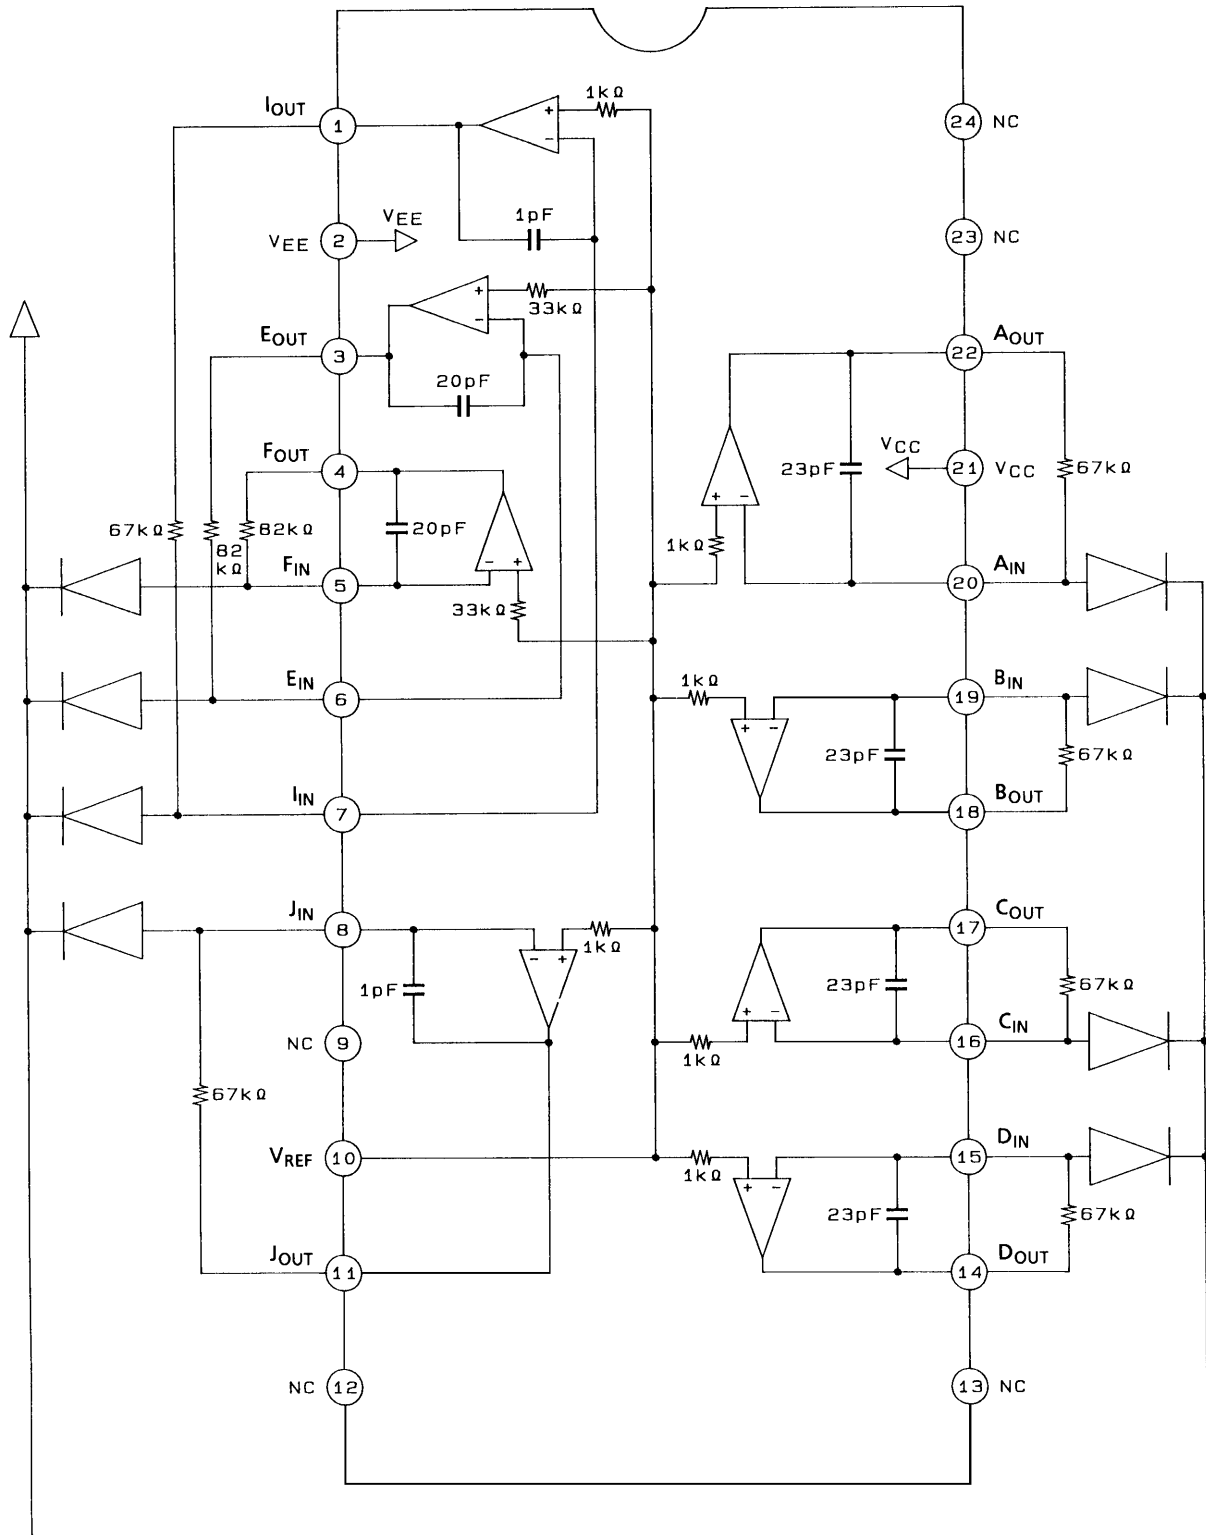 1kΩ
IOUT
1
+
-
24 NC
1pF
VEE
VEE 2
23 NC
33kΩ
+
-
EOUT
3
20pF
22 AOUT
FOUT
4
23pF
VCC
21 VCC
67kΩ
67kΩ
82kΩ
82
kΩ
20pF
- +
+ -
1kΩ
FIN
5
33kΩ
20 AIN
EIN
6
1kΩ
+ -
19 BIN
23pF
67kΩ
IIN
7
18 BOUT
JIN
8
- +
1kΩ
17 COUT
1pF
23pF
67kΩ
+ -
NC 9
1kΩ
16 CIN
67kΩ
VREF 10
1kΩ
+ -
15 DIN
23pF
67kΩ
JOUT
11
14 DOUT
NC 12
13 NC